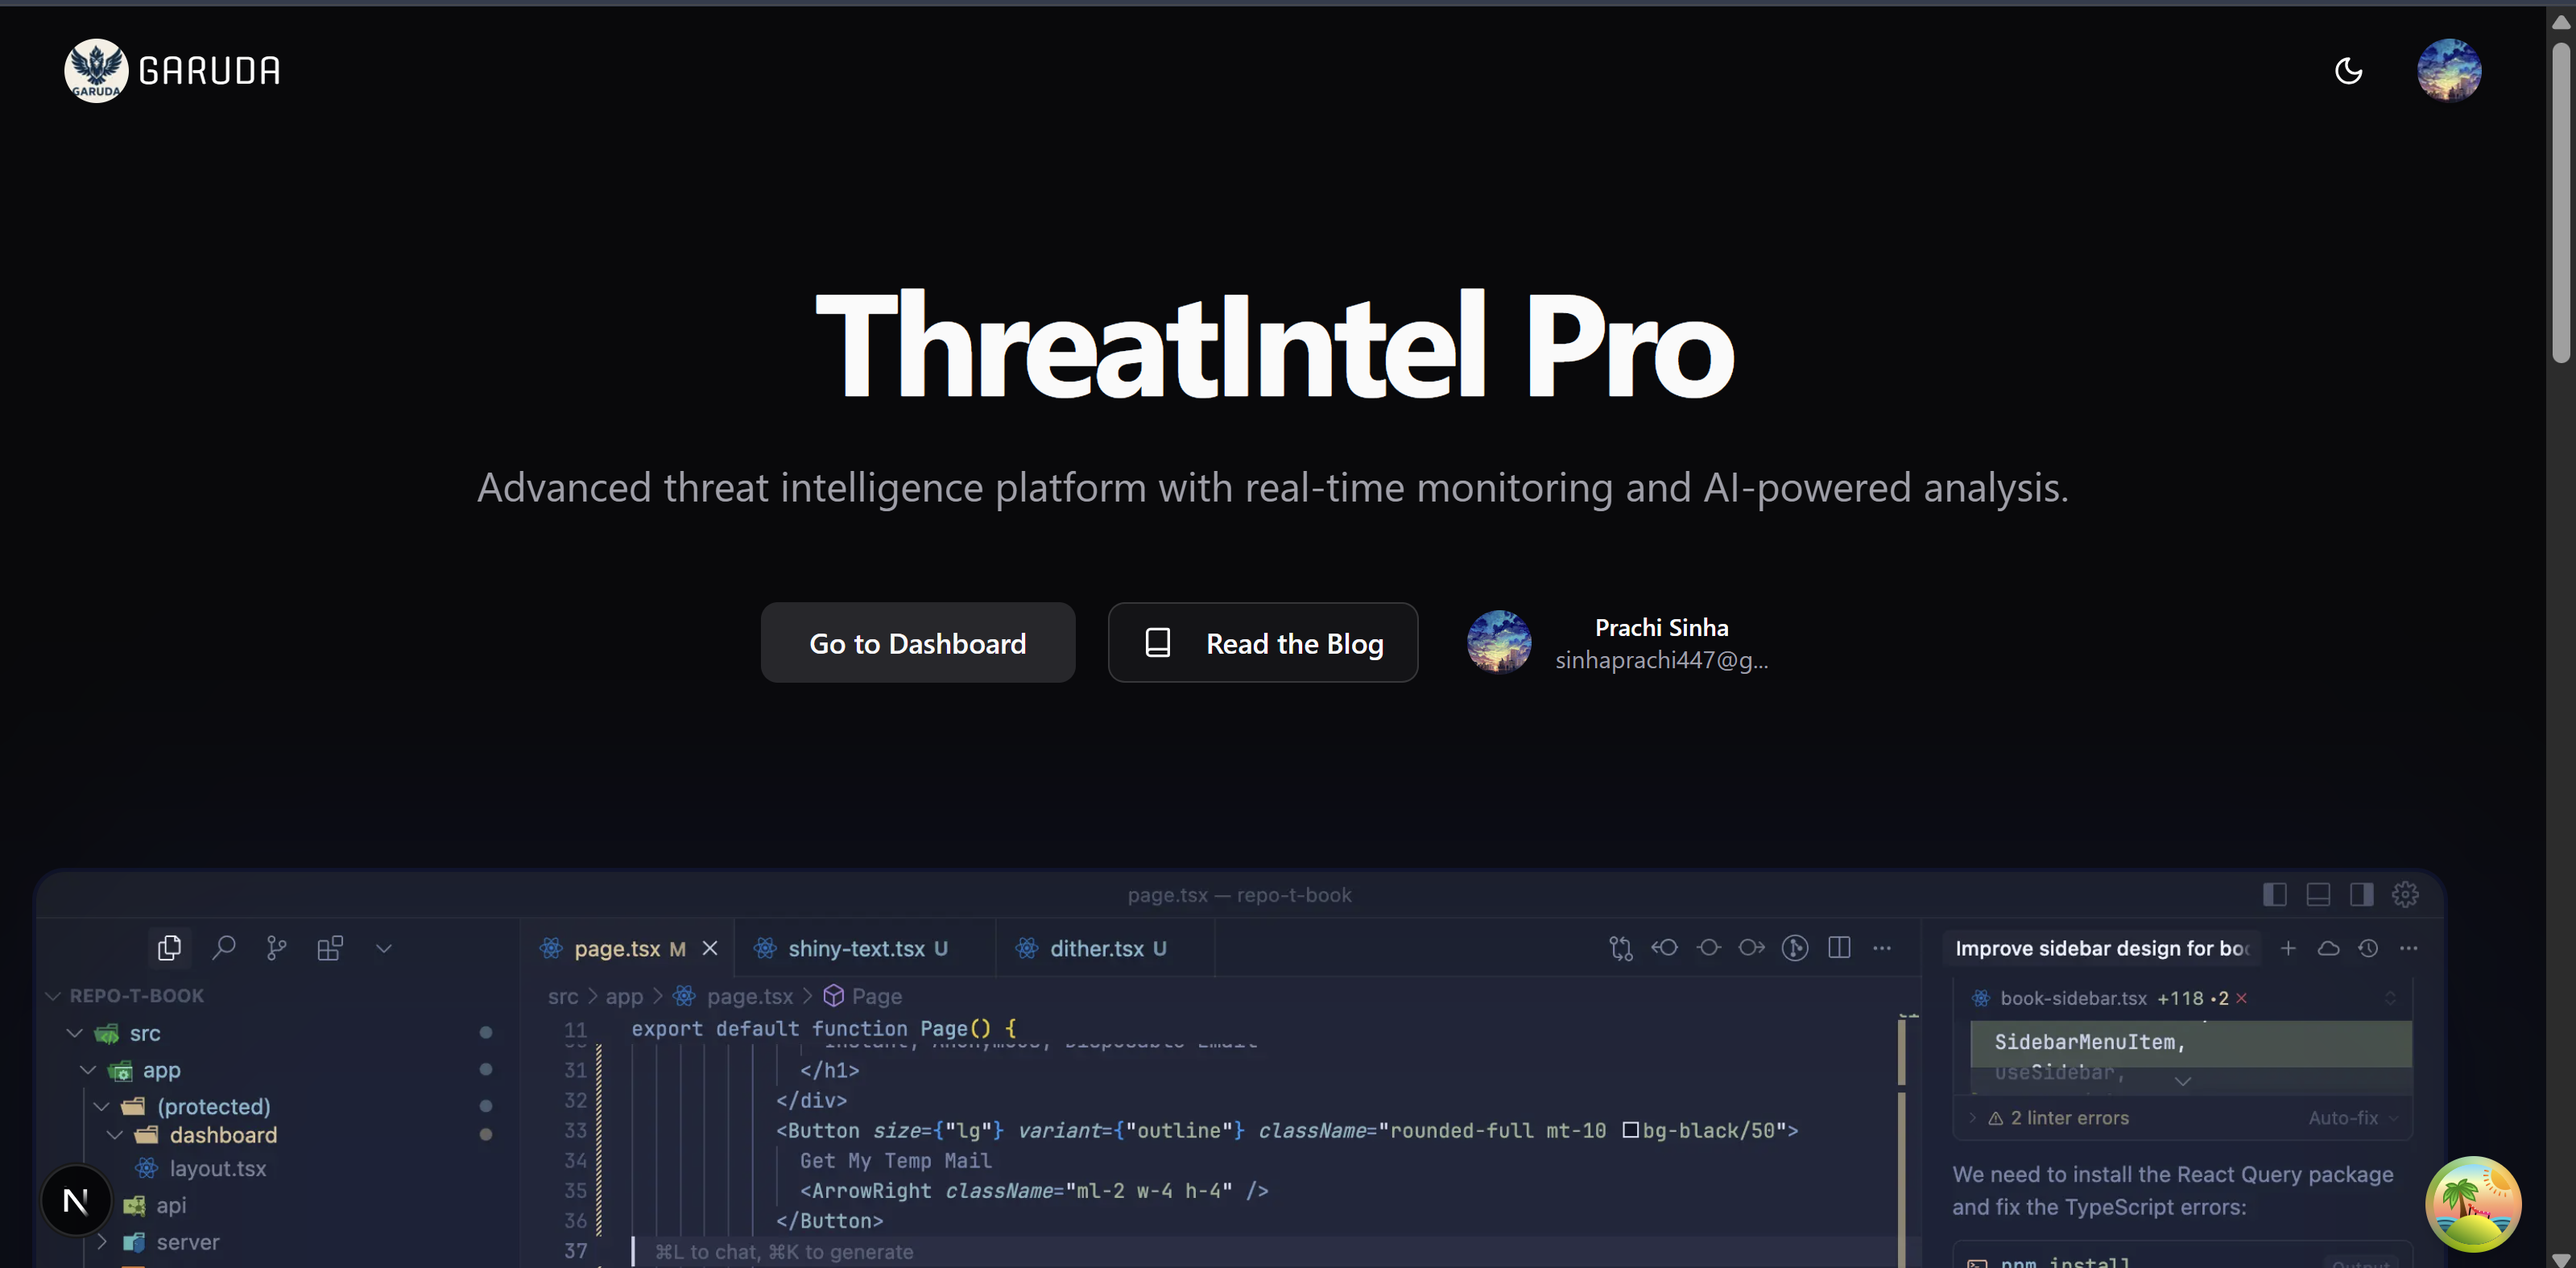 GARUDA
GARUDA
ThreatIntel Pro
Advanced threat intelligence platform with real-time monitoring and AI-powered analysis.
Go to Dashboard
Read the Blog
Prachi Sinha
sinhaprachi447@g...
page.tsx — repo-t-book
page.tsx M
shiny-text.tsx U
dither.tsx U
REPO-T-BOOK
src
app
(protected)
dashboard
layout.tsx
api
server
src > app > page.tsx > Page
11 export default function Page() {
Instant, Anonymous, Disposable Email
31 </h1>
32 </div>
33 <Button size={"lg"} variant={"outline"} className="rounded-full mt-10 bg-black/50">
34 Get My Temp Mail
35 <ArrowRight className="ml-2 w-4 h-4" />
36 </Button>
37 ⌘L to chat, ⌘K to generate
Improve sidebar design for bo
book-sidebar.tsx +118 •2
SidebarMenuItem,
useSidebar,
2 linter errors
Auto-fix
We need to install the React Query package
and fix the TypeScript errors:
npm install
Output
N